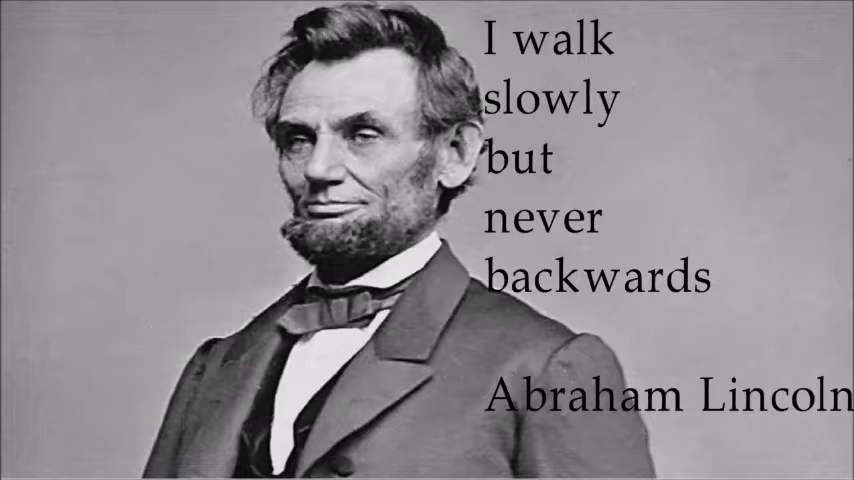 I walk
slowly
but
never
backwards
Abraham Lincoln